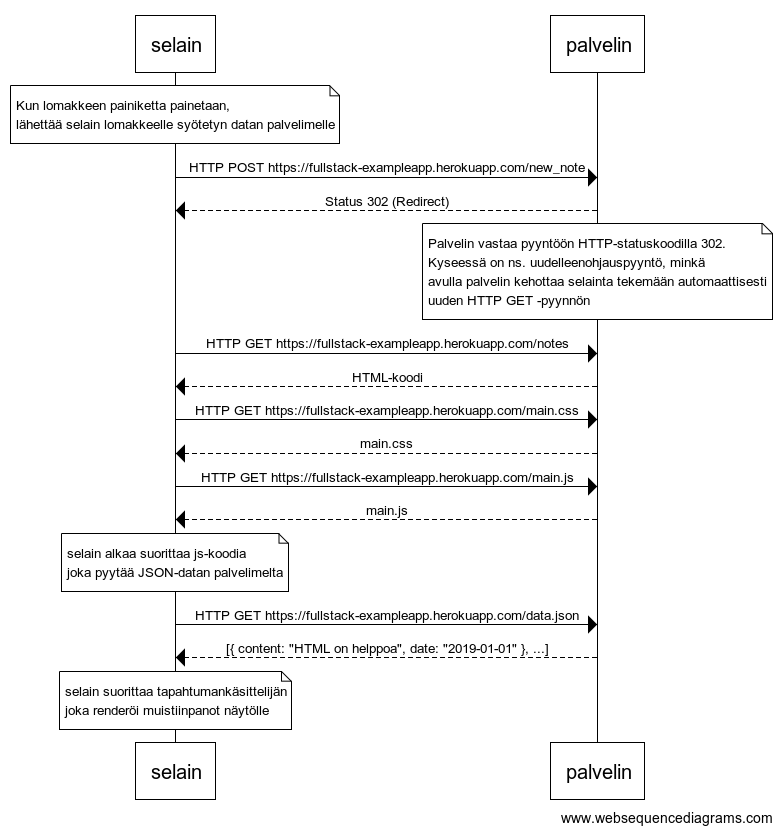 selain
palvelin
Kun lomakkeen painiketta painetaan,
lähettää selain lomakkeelle syötetyn datan palvelimelle
HTTP POST https://fullstack-exampleapp.herokuapp.com/new_note
Status 302 (Redirect)
Palvelin vastaa pyyntöön HTTP-statuskoodilla 302.
Kyseessä on ns. uudelleenohjauspyyntö, minkä
avulla palvelin kehottaa selainta tekemään automaattisesti
uuden HTTP GET -pyynnön
HTTP GET https://fullstack-exampleapp.herokuapp.com/notes
HTML-koodi
HTTP GET https://fullstack-exampleapp.herokuapp.com/main.css
main.css
HTTP GET https://fullstack-exampleapp.herokuapp.com/main.js
main.js
selain alkaa suorittaa js-koodia
joka pyytää JSON-datan palvelimelta
HTTP GET https://fullstack-exampleapp.herokuapp.com/data.json
[{ content: "HTML on helppoa", date: "2019-01-01" }, ...]
selain suorittaa tapahtumankäsittelijän
joka renderöi muistiinpanot näytölle
selain
palvelin
www.websequencediagrams.com